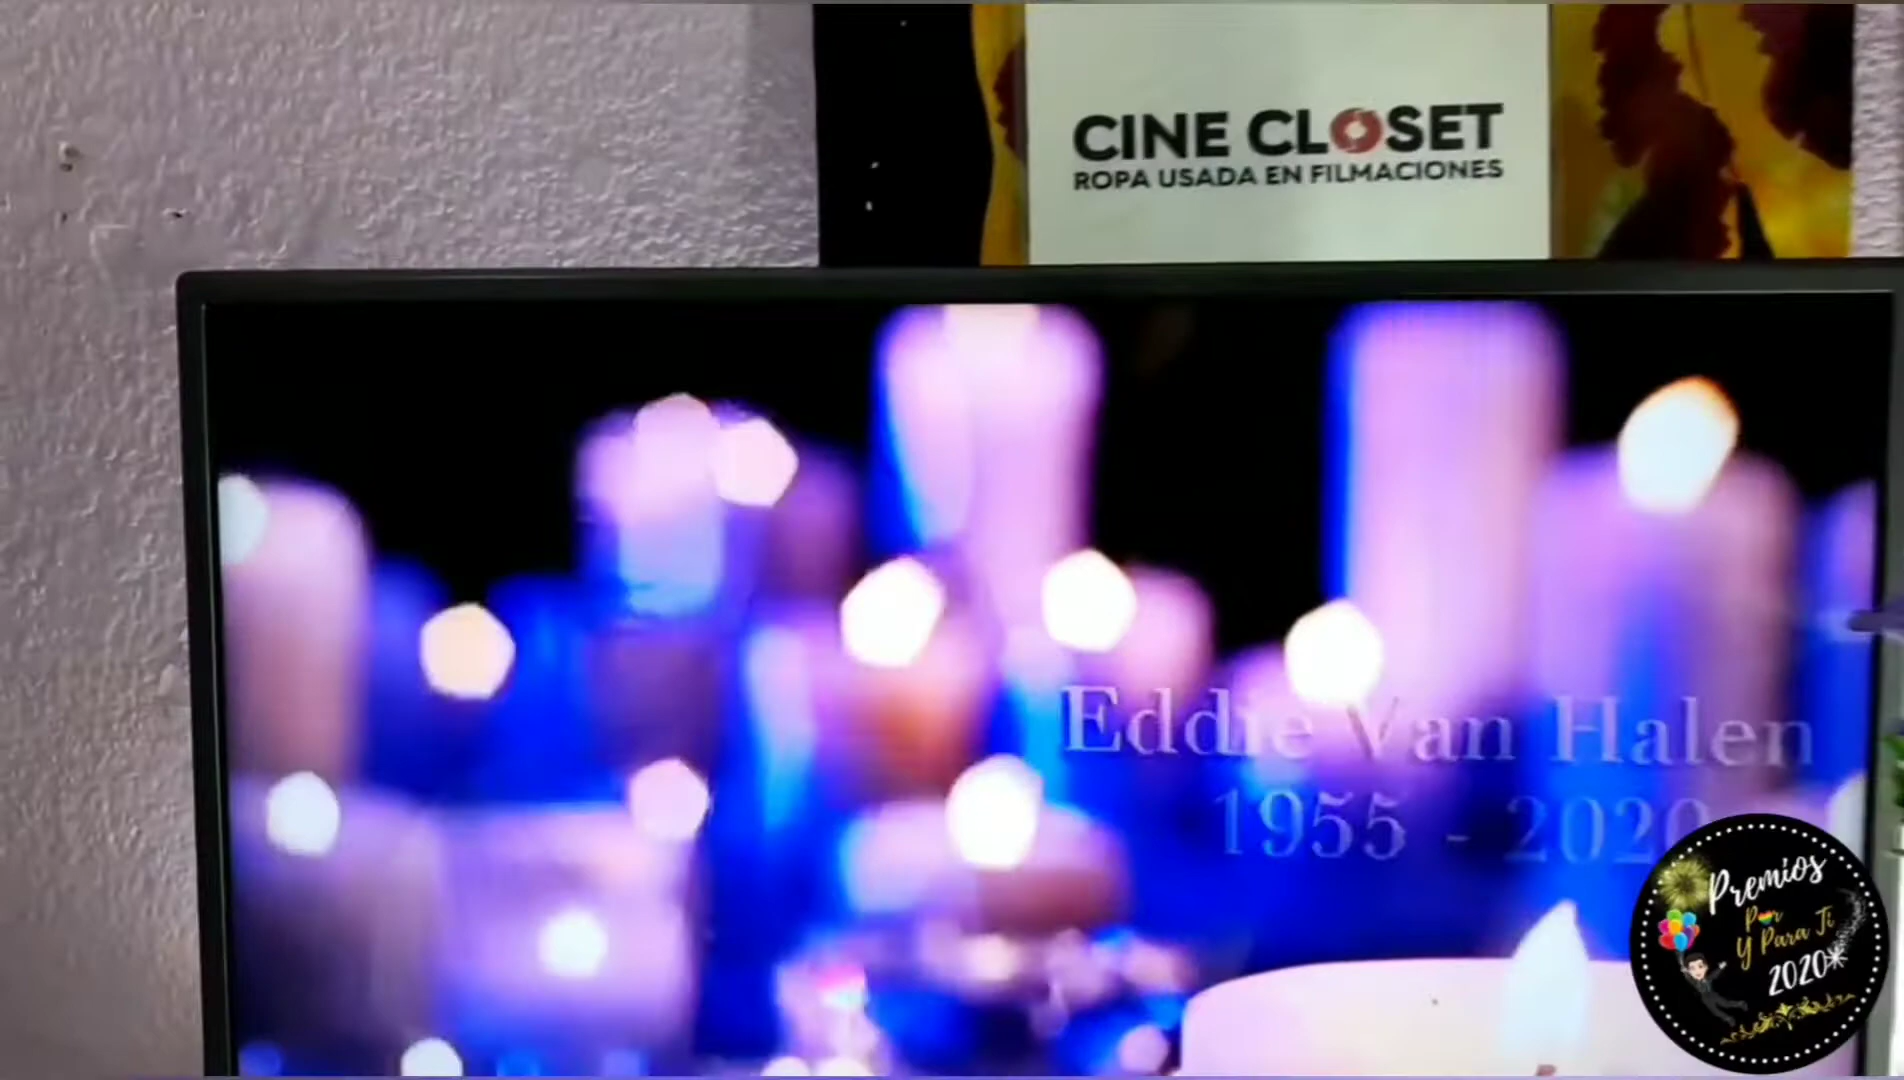 CINE CLOSET
ROPA USADA EN FILMACIONES
Eddie Van Halen
1955 - 2020
Premios
Por
Y Para Ti
2020